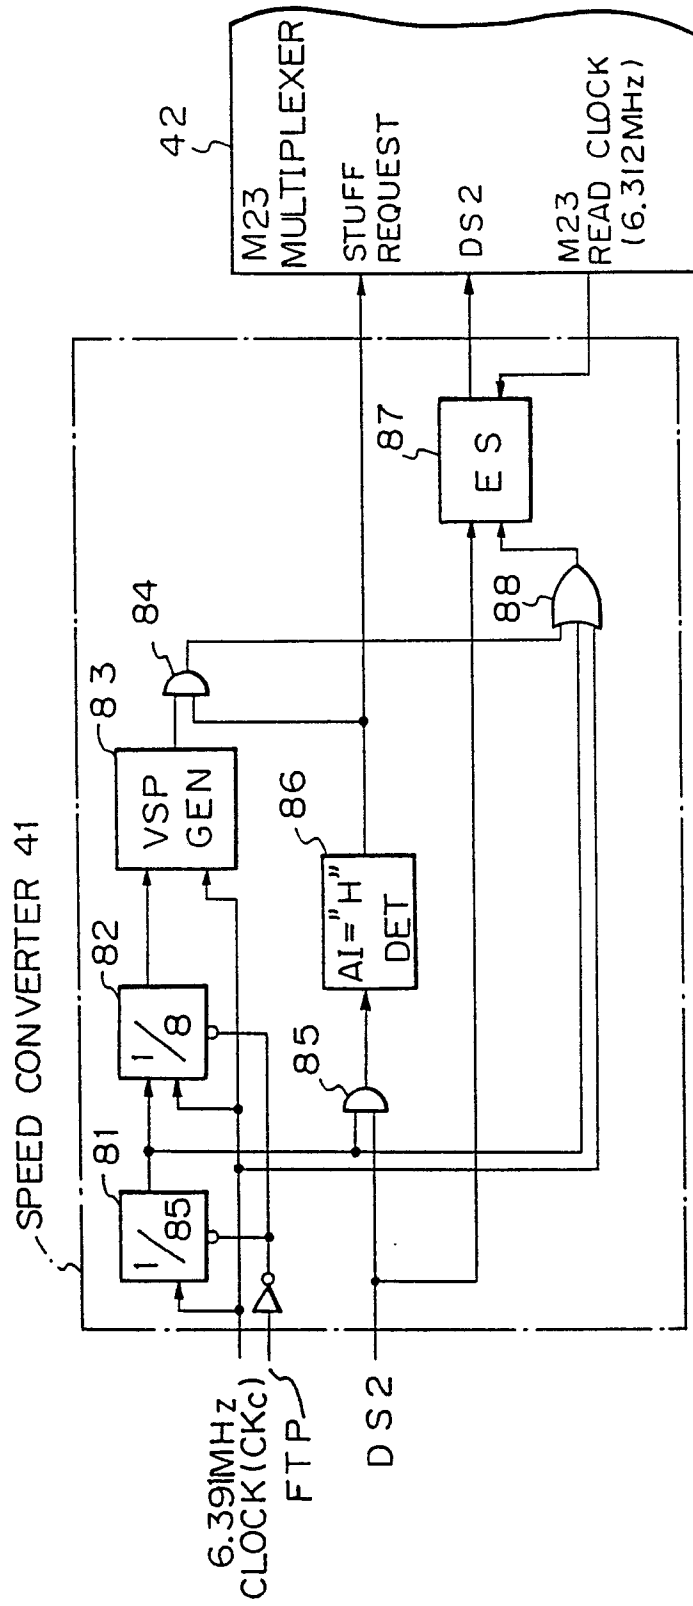 SPEED CONVERTER 41
81
1/85
82
1/8
83
VSP
GEN
84
85
86
AI="H"
DET
87
ES
88
6.391MHz
CLOCK(CKc)
FTP
DS2
42
M23
MULTIPLEXER
STUFF
REQUEST
DS2
M23
READ CLOCK
(6.312MHz)